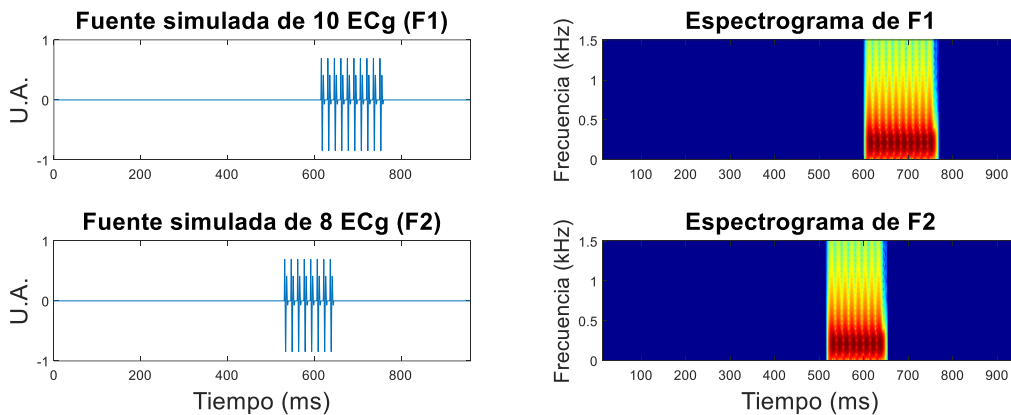 Fuente simulada de 10 ECg (F1)
U.A.
1
0
-1
0 200 400 600 800
Espectrograma de F1
Frecuencia (kHz)
1.5
1
0.5
0
100 200 300 400 500 600 700 800 900
Fuente simulada de 8 ECg (F2)
U.A.
1
0
-1
0 200 400 600 800
Tiempo (ms)
Espectrograma de F2
Frecuencia (kHz)
1.5
1
0.5
0
100 200 300 400 500 600 700 800 900
Tiempo (ms)